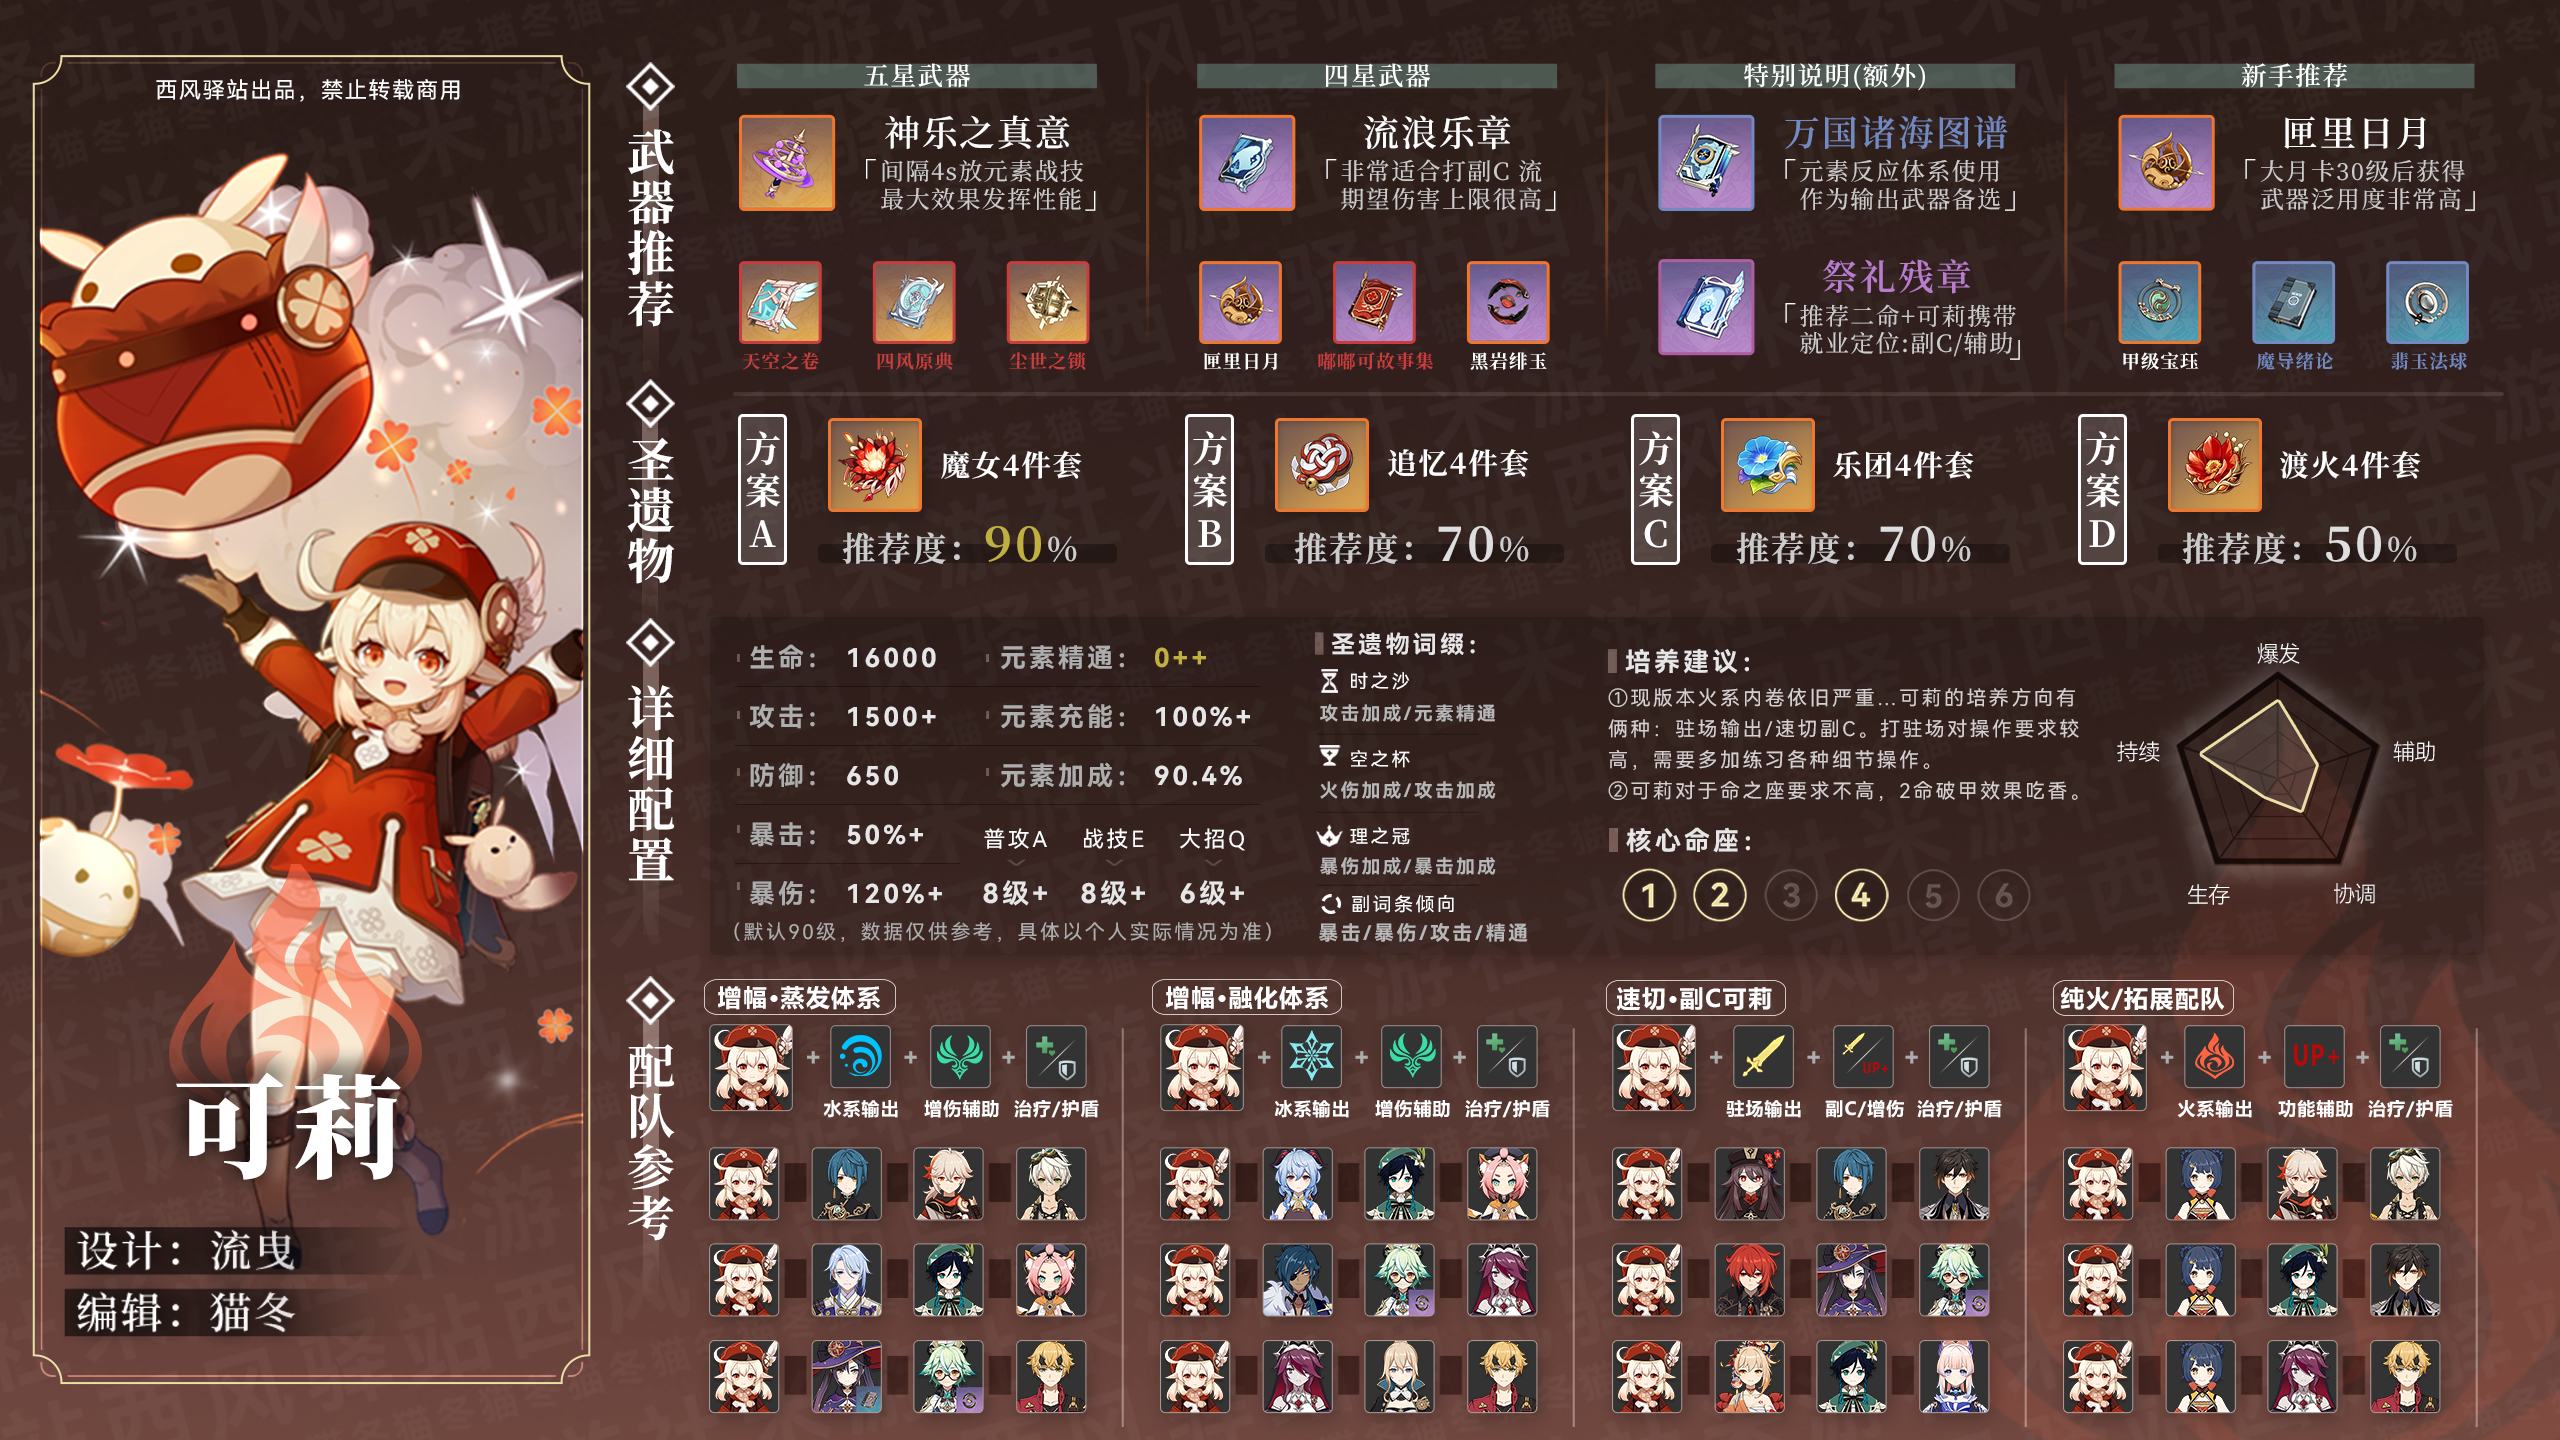 西风驿站出品，禁止转载商用
可莉
设计：流曳
编辑：猫冬
武器推荐
五星武器
神乐之真意
「间隔4s放元素战技
最大效果发挥性能」
天空之卷
四风原典
尘世之锁
四星武器
流浪乐章
「非常适合打副C 流
期望伤害上限很高」
匣里日月
嘟嘟可故事集
黑岩绯玉
特别说明(额外)
万国诸海图谱
「元素反应体系使用
作为输出武器备选」
祭礼残章
「推荐二命+可莉携带
就业定位:副C/辅助」
新手推荐
匣里日月
「大月卡30级后获得
武器泛用度非常高」
甲级宝珏
魔导绪论
翡玉法球
圣遗物
方案A
魔女4件套
推荐度：90%
方案B
追忆4件套
推荐度：70%
方案C
乐团4件套
推荐度：70%
方案D
渡火4件套
推荐度：50%
详细配置
生命： 16000
元素精通： 0++
攻击： 1500+
元素充能： 100%+
防御： 650
元素加成： 90.4%
暴击： 50%+
普攻A 战技E 大招Q
暴伤： 120%+
8级+ 8级+ 6级+
(默认90级，数据仅供参考，具体以个人实际情况为准)
圣遗物词缀：
时之沙
攻击加成/元素精通
空之杯
火伤加成/攻击加成
理之冠
暴伤加成/暴击加成
副词条倾向
暴击/暴伤/攻击/精通
培养建议：
①现版本火系内卷依旧严重...可莉的培养方向有
俩种：驻场输出/速切副C。打驻场对操作要求较
高，需要多加练习各种细节操作。
②可莉对于命之座要求不高，2命破甲效果吃香。
核心命座：
1 2 3 4 5 6
爆发
持续
辅助
生存
协调
配队参考
增幅·蒸发体系
+ + +
水系输出 增伤辅助 治疗/护盾
增幅·融化体系
+ + +
冰系输出 增伤辅助 治疗/护盾
速切·副C可莉
+ + UP+ +
驻场输出 副C/增伤 治疗/护盾
纯火/拓展配队
+ + UP+ +
火系输出 功能辅助 治疗/护盾